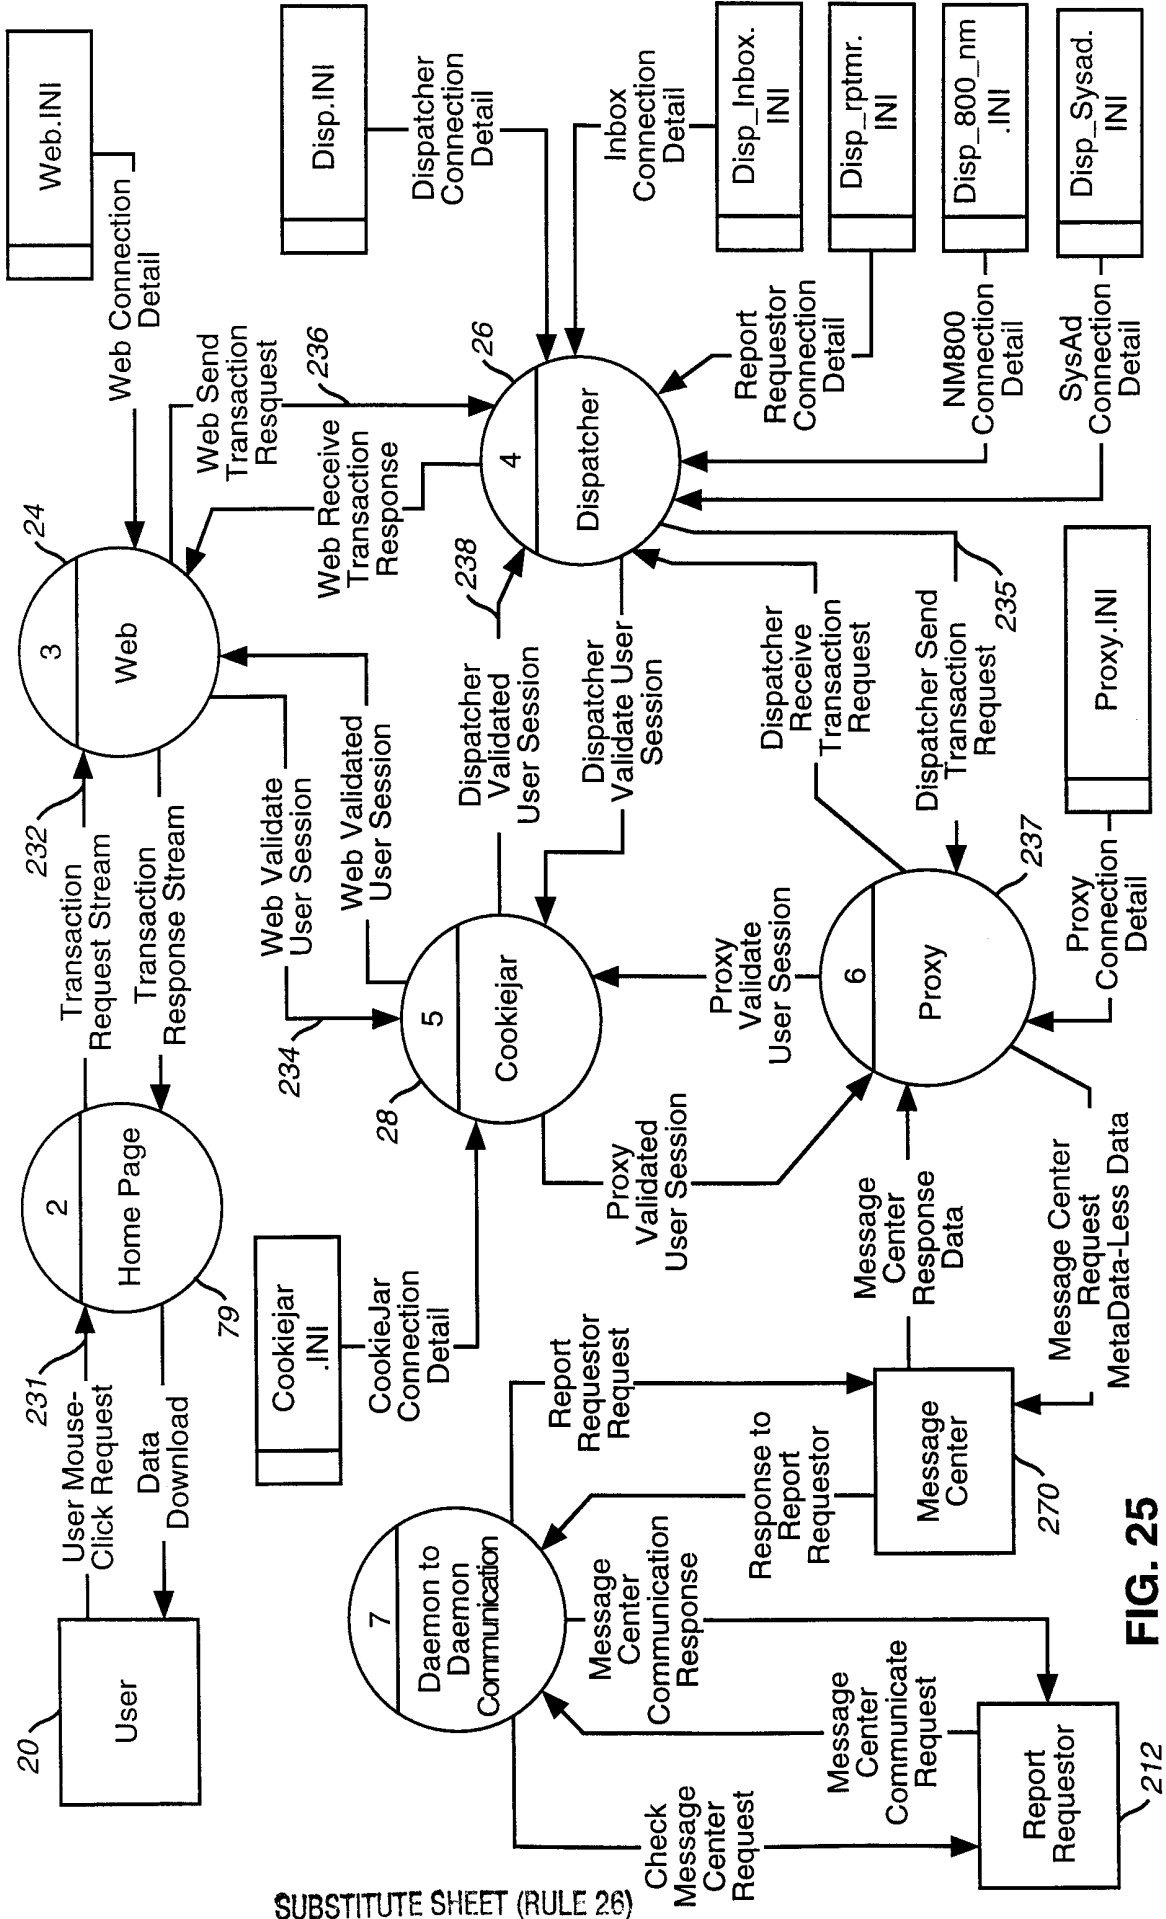 20
User
User Mouse-
Click Request
231
Data
Download
2
Home Page
79
Transaction
Request Stream
232
Transaction
Response Stream
3
Web
24
Web Connection
Detail
Web.INI
Web Validate
User Session
234
Web Validated
User Session
Web Send
Transaction
Resquest
236
Web Receive
Transaction
Response
Disp.INI
Dispatcher
Connection
Detail
Cookiejar
.INI
CookieJar
Connection
Detail
28
5
Cookiejar
Dispatcher
Validated
User Session
238
Dispatcher
Validate User
Session
26
4
Dispatcher
Inbox
Connection
Detail
Disp_Inbox.
INI
Report
Requestor
Connection
Detail
Disp_rptmr.
INI
NM800
Connection
Detail
Disp_800_nm
.INI
SysAd
Connection
Detail
Disp_Sysad.
INI
Proxy
Validated
User Session
Proxy
Validate
User Session
Dispatcher
Receive
Transaction
Request
Dispatcher Send
Transaction
Request
235
6
Proxy
237
Proxy
Connection
Detail
Proxy.INI
7
Daemon to
Daemon
Communication
Report
Requestor
Request
Response to
Report
Requestor
Message
Center
Response
Data
Message Center
Request
MetaData-Less Data
Message
Center
270
Message
Center
Communication
Response
Message
Center
Communicate
Request
Check
Message
Center
Request
Report
Requestor
212
FIG. 25
SUBSTITUTE SHEET (RULE 26)